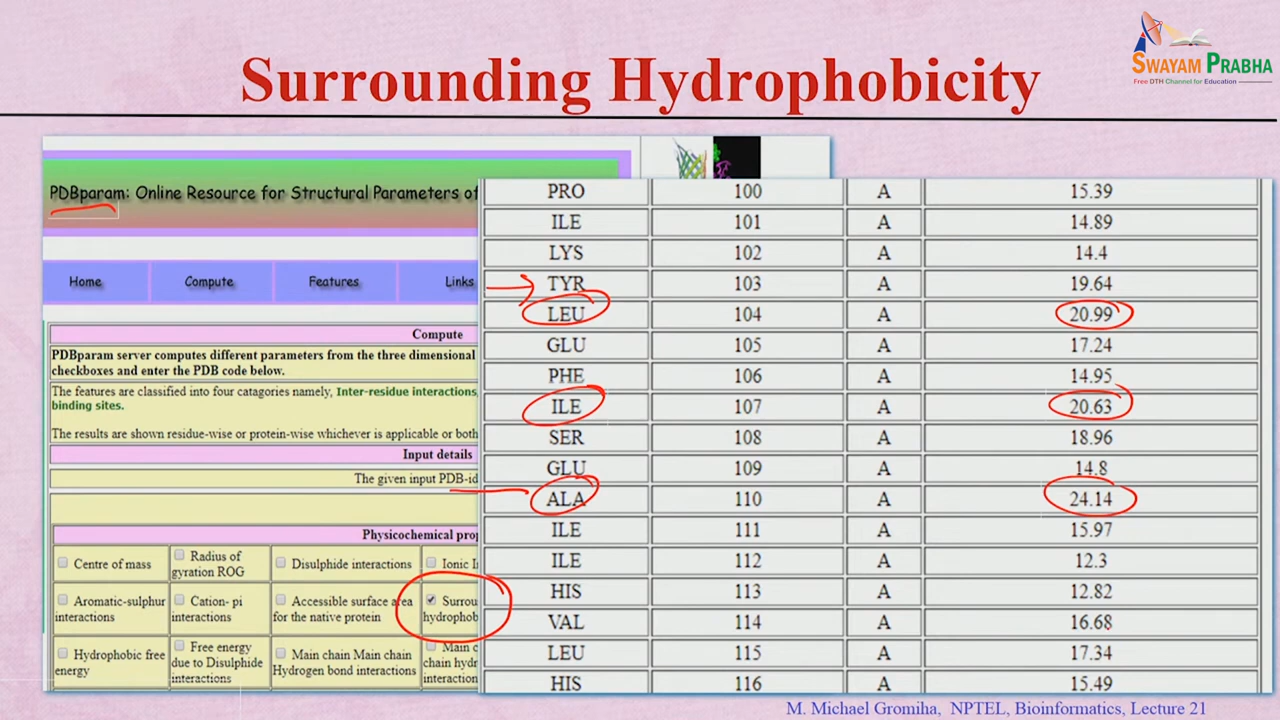 SWAYAM PRABHA
Free DTH Channel for Education
Surrounding Hydrophobicity
PDBparam: Online Resource for Structural Parameters of
Home Compute Features Links
Compute
PDBparam server computes different parameters from the three dimensional
checkboxes and enter the PDB code below.
The features are classified into four catagories namely, Inter-residue interactions,
binding sites.
The results are shown residue-wise or protein-wise whichever is applicable or both
Input details
The given input PDB-id
Physicochemical prop
Centre of mass
Radius of
gyration ROG
Disulphide interactions
Ionic I
Aromatic-sulphur
interactions
Cation- pi
interactions
Accessible surface area
for the native protein
Surrou
hydrophob
Hydrophobic free
energy
Free energy
due to Disulphide
interactions
Main chain Main chain
Hydrogen bond interactions
Main c
chain hydr
interaction
PRO 100 A 15.39
ILE 101 A 14.89
LYS 102 A 14.4
TYR 103 A 19.64
LEU 104 A 20.99
GLU 105 A 17.24
PHE 106 A 14.95
ILE 107 A 20.63
SER 108 A 18.96
GLU 109 A 14.8
ALA 110 A 24.14
ILE 111 A 15.97
ILE 112 A 12.3
HIS 113 A 12.82
VAL 114 A 16.68
LEU 115 A 17.34
HIS 116 A 15.49
M. Michael Gromiha, NPTEL, Bioinformatics, Lecture 21